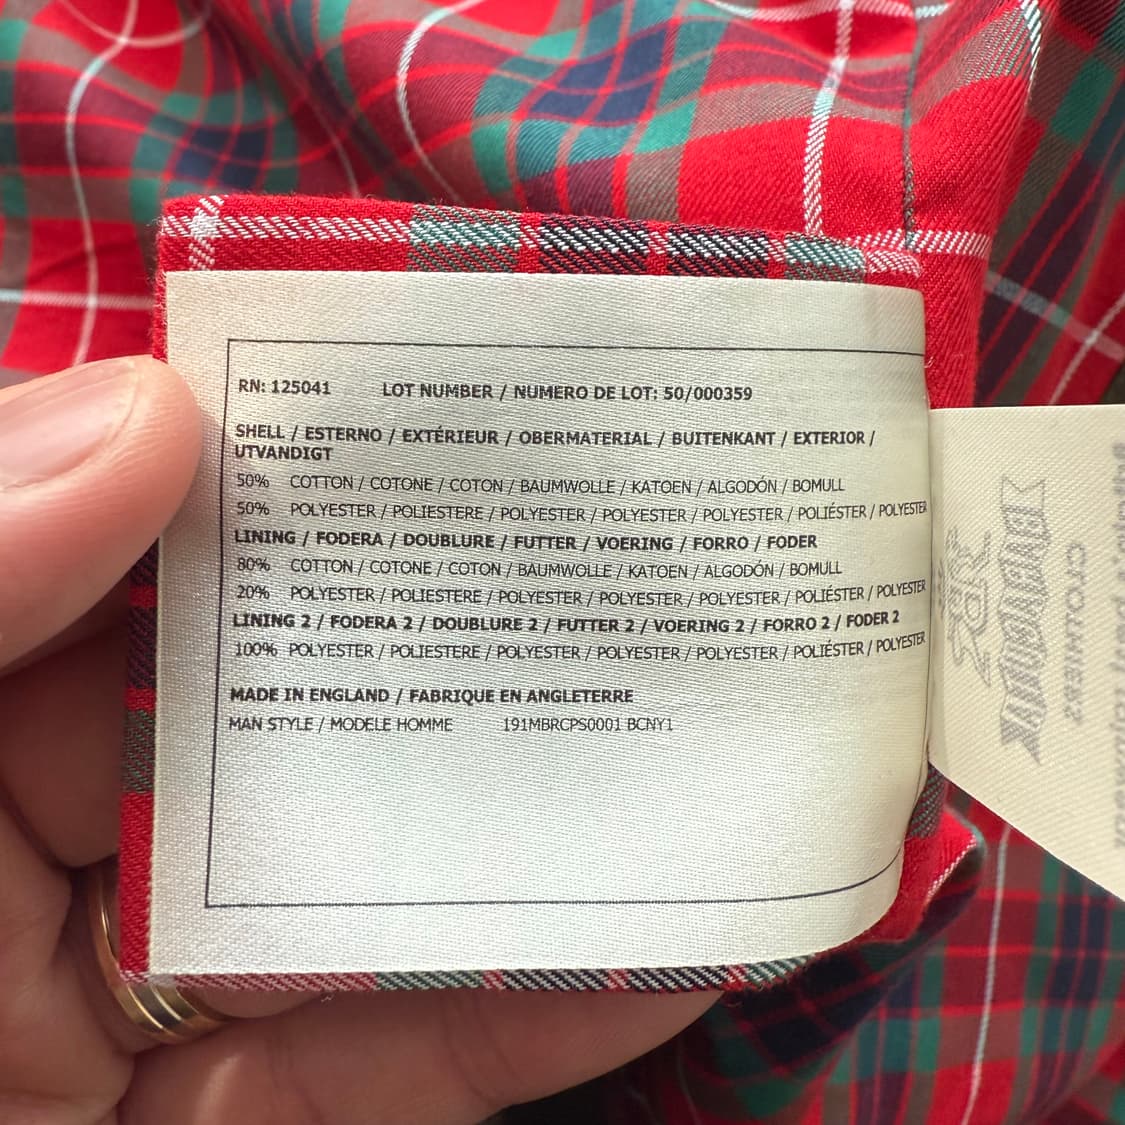 RN: 125041 LOT NUMBER / NUMERO DE LOT: 50/000359
SHELL / ESTERNO / EXTÉRIEUR / OBERMATERIAL / BUITENKANT / EXTERIOR /
UTVANDIGT
50% COTTON / COTONE / COTON / BAUMWOLLE / KATOEN / ALGODÓN / BOMULL
50% POLYESTER / POLIESTERE / POLYESTER / POLYESTER / POLYESTER / POLIÉSTER / POLYESTER
LINING / FODERA / DOUBLURE / FUTTER / VOERING / FORRO / FODER
80% COTTON / COTONE / COTON / BAUMWOLLE / KATOEN / ALGODÓN / BOMULL
20% POLYESTER / POLIESTERE / POLYESTER / POLYESTER / POLYESTER / POLIÉSTER / POLYESTER
LINING 2 / FODERA 2 / DOUBLURE 2 / FUTTER 2 / VOERING 2 / FORRO 2 / FODER 2
100% POLYESTER / POLIESTERE / POLYESTER / POLYESTER / POLYESTER / POLIÉSTER / POLYESTER
MADE IN ENGLAND / FABRIQUE EN ANGLETERRE
MAN STYLE / MODELE HOMME 191MBRCPS0001 BCNY1
CLOTHIERS